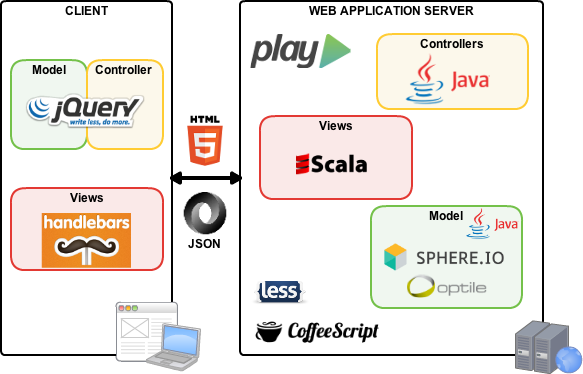 CLIENT
Model
Controller
jQuery
write less, do more.
Views
handlebars
HTML
5
JSON
WEB APPLICATION SERVER
play
Controllers
Java
Views
Scala
Model
Java
SPHERE.IO
optile
less
CoffeeScript